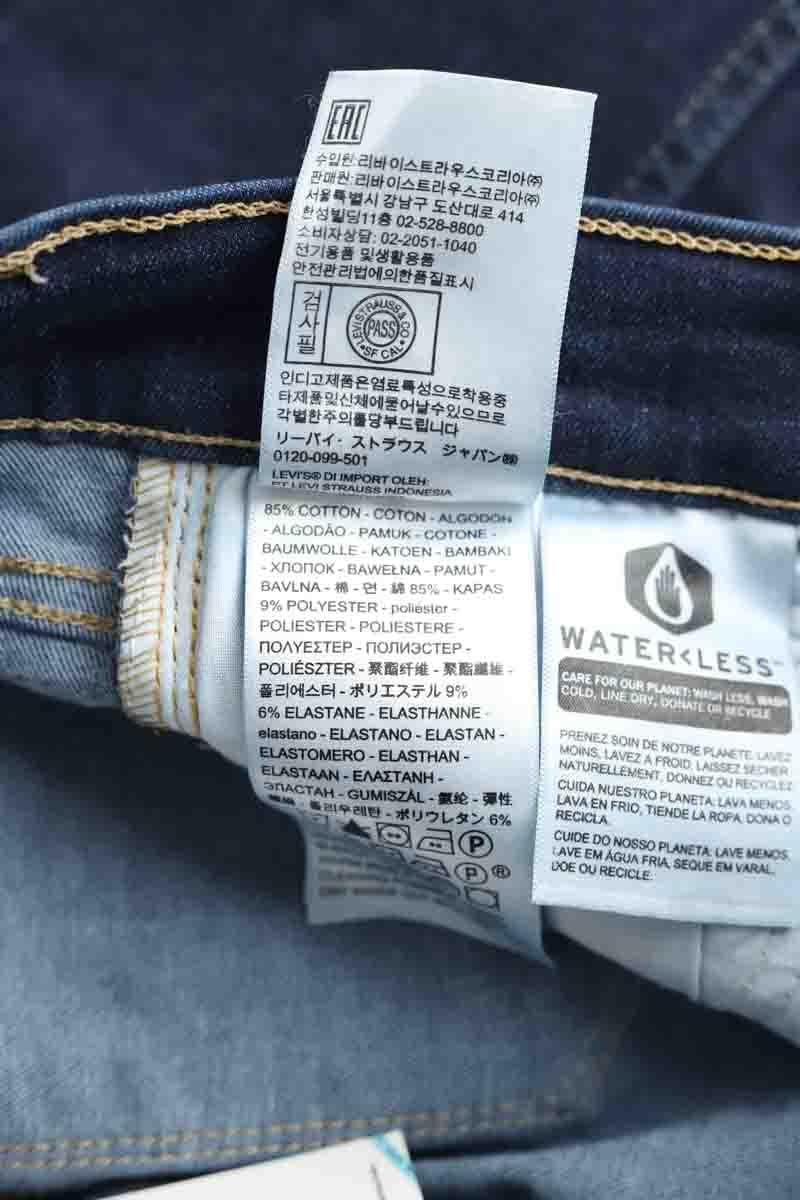 EAC
수입원:리바이스트라우스코리아㈜
판매원:리바이스트라우스코리아㈜
서울특별시 강남구 도산대로 414
한성빌딩11층 02-528-8800
소비자상담: 02-2051-1040
전기용품 및생활용품
안전관리법에의한품질표시
검사필
LEVI STRAUSS & CO
PASS
SF CAL.
인디고제품은염료특성으로착용중
타제품및신체에묻어날수있으므로
각별한주의를당부드립니다
リーバイ・ストラウス ジャパン㈱
0120-099-501
LEVI'S® DI IMPORT OLEH:
PT LEVI STRAUSS INDONESIA
85% COTTON - COTON - ALGODON
- ALGODÃO - PAMUK - COTONE -
BAUMWOLLE - KATOEN - BAMBAKI
- ХЛОПОК - BAWEŁNA - PAMUT -
BAVLNA - 棉 - 면 - 綿 85% - KAPAS
9% POLYESTER - poliéster -
POLIESTER - POLIESTERE -
ΠΟΛΥΕΣΤΕΡ - ПОЛИЭСТЕР -
POLIÉSZTER - 聚酯纤维 - 聚酯纖維 -
폴리에스터 - ポリエステル 9%
6% ELASTANE - ELASTHANNE -
elastano - ELASTANO - ELASTAN -
ELASTOMERO - ELASTHAN -
ELASTAAN - ΕΛΑΣΤΑΝΗ -
ЭЛАСТАН - GUMISZÁL - 氨纶 - 彈性
纖維 - 폴리우레탄 - ポリウレタン 6%
P
P ®
WATER<LESS™
CARE FOR OUR PLANET: WASH LESS, WASH
COLD, LINE DRY, DONATE OR RECYCLE
PRENEZ SOIN DE NOTRE PLANETE: LAVEZ
MOINS, LAVEZ A FROID, LAISSEZ SECHER
NATURELLEMENT, DONNEZ OU RECYCLEZ
CUIDA NUESTRO PLANETA: LAVA MENOS,
LAVA EN FRIO, TIENDE LA ROPA, DONA O
RECICLA.
CUIDE DO NOSSO PLANETA: LAVE MENOS,
LAVE EM ÁGUA FRIA, SEQUE EM VARAL,
DOE OU RECICLE.